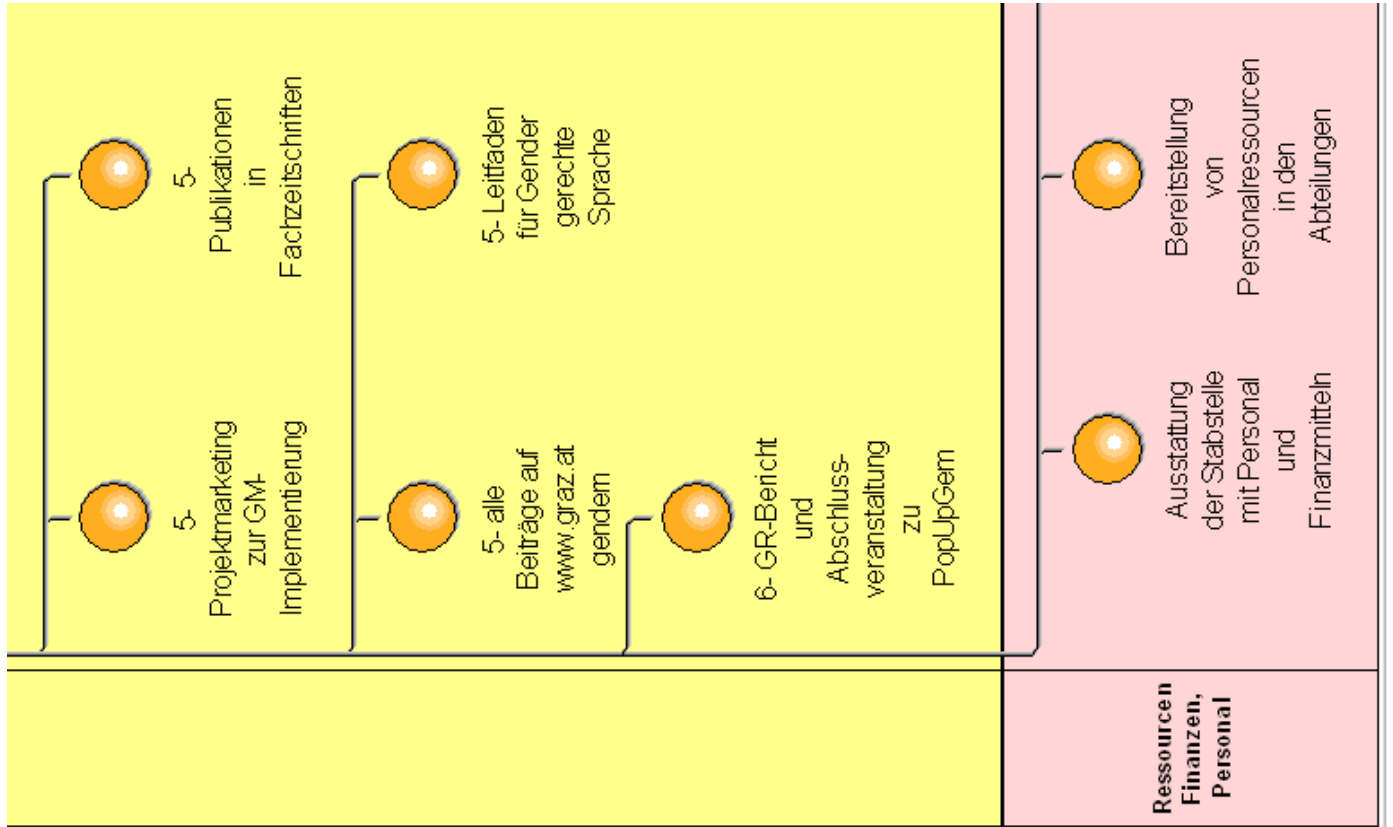 5-
Projektmarketing
zur GM-
Implementierung
5-
Publikationen
in
Fachzeitschriften
5- alle
Beiträge auf
www.graz.at
gendern
5- Leitfaden
für Gender
gerechte
Sprache
6- GR-Bericht
und
Abschluss-
veranstaltung
zu
PopUpGem
Ressourcen
Finanzen,
Personal
Ausstattung
der Stabstelle
mit Personal
und
Finanzmitteln
Bereitstellung
von
Personalressourcen
in den
Abteilungen